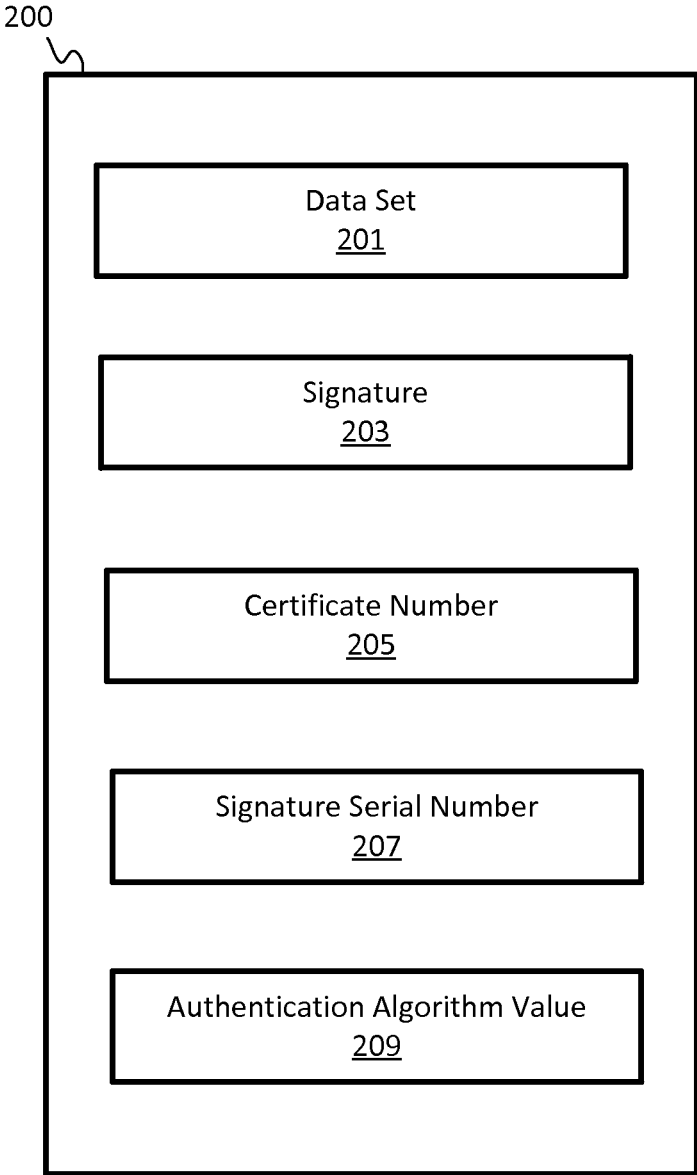 200
Data Set
201
Signature
203
Certificate Number
205
Signature Serial Number
207
Authentication Algorithm Value
209